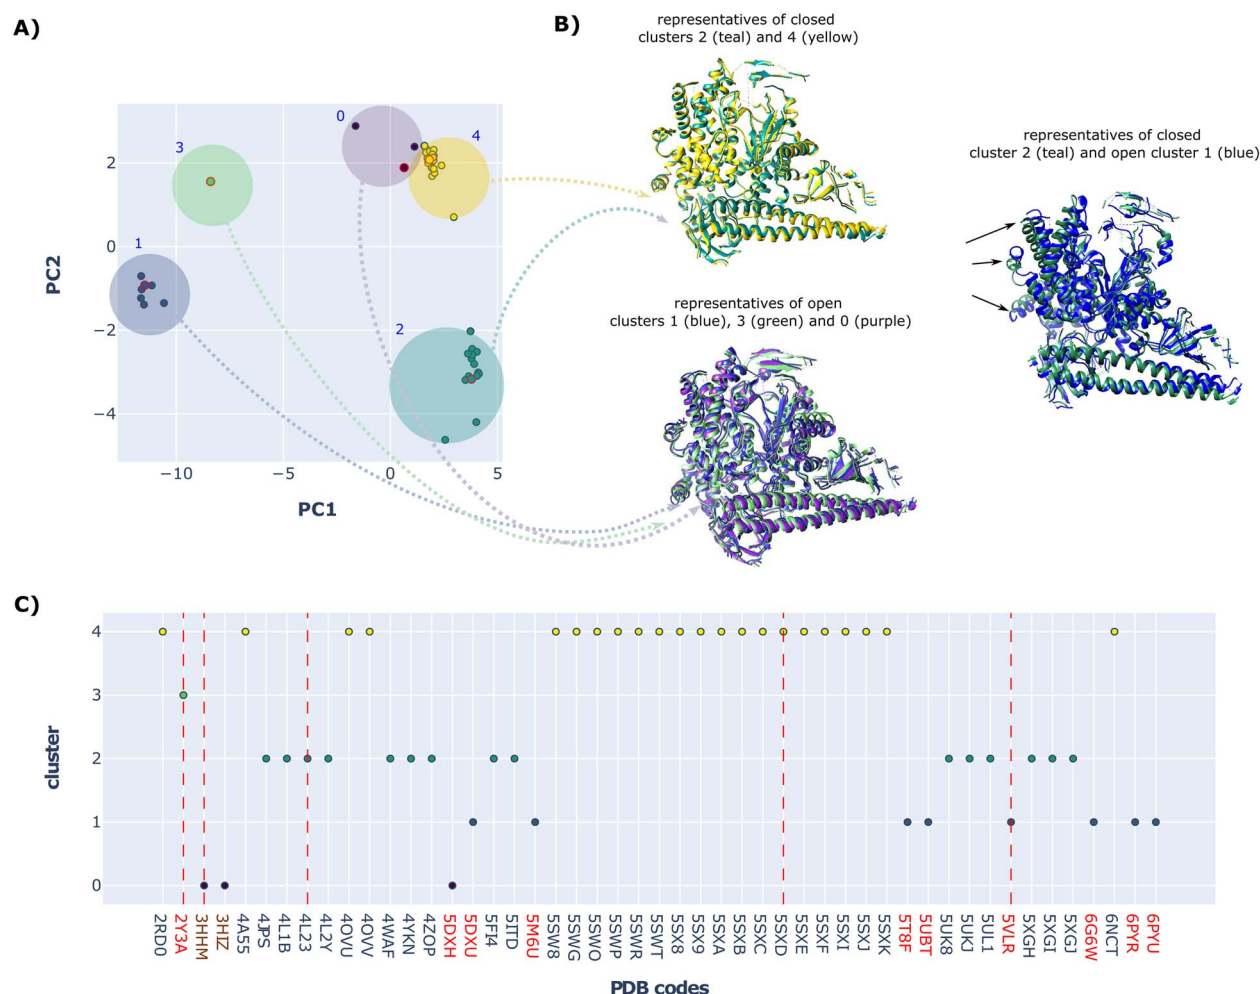 A)
B)
representatives of closed
clusters 2 (teal) and 4 (yellow)
representatives of closed
cluster 2 (teal) and open cluster 1 (blue)
representatives of open
clusters 1 (blue), 3 (green) and 0 (purple)
0
4
3
1
2
2
0
−2
−4
PC2
−10
−5
0
5
PC1
C)
4
3
2
1
0
cluster
2RD0
2Y3A
3HHM
3HIZ
4A55
4JPS
4L1B
4L23
4L2Y
4OVU
4OVV
4WAF
4YKN
4ZOP
5DXH
5DXU
5FI4
5ITD
5M6U
5SW8
5SWG
5SWO
5SWP
5SWR
5SWT
5SX8
5SX9
5SXA
5SXB
5SXC
5SXD
5SXE
5SXF
5SXI
5SXJ
5SXK
5T8F
5UBT
5UK8
5UKJ
5UL1
5VLR
5XGH
5XGI
5XGJ
6G6W
6NCT
6PYR
6PYU
PDB codes